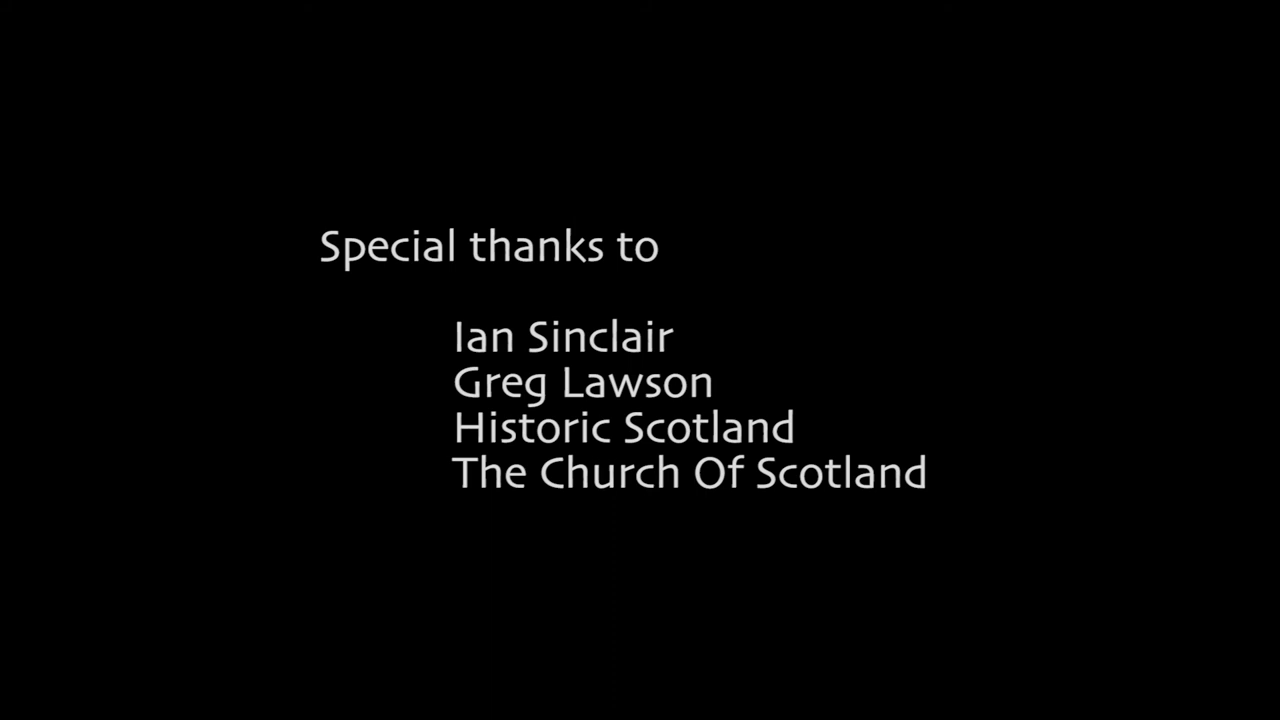 Special thanks to
Ian Sinclair
Greg Lawson
Historic Scotland
The Church Of Scotland